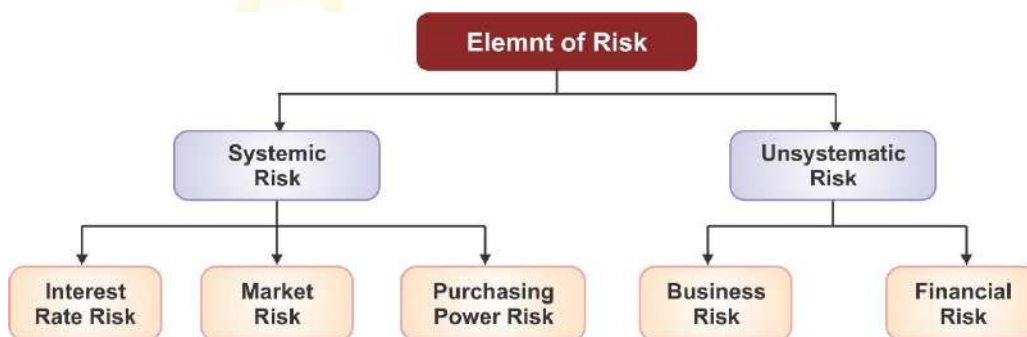 Elemnt of Risk
Systemic
Risk
Unsystematic
Risk
Interest
Rate Risk
Market
Risk
Purchasing
Power Risk
Business
Risk
Financial
Risk